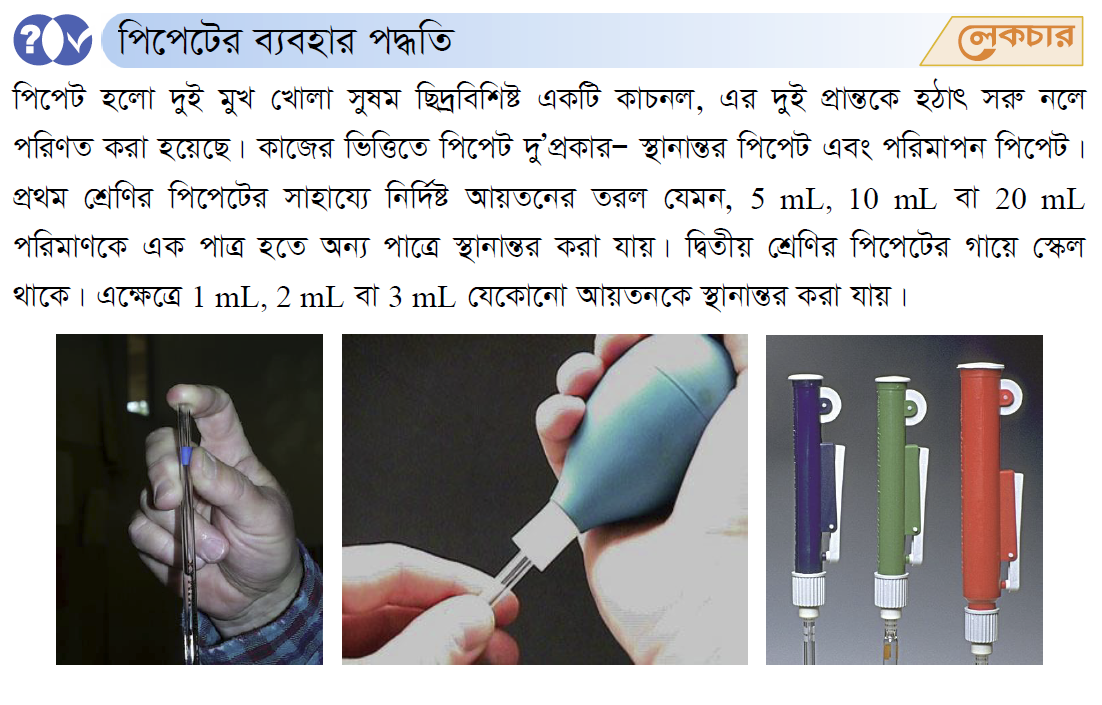 পিপেটের ব্যবহার পদ্ধতি
লেকচার
পিপেট হলো দুই মুখ খোলা সুষম ছিদ্রবিশিষ্ট একটি কাচনল, এর দুই প্রান্তকে হঠাৎ সরু নলে
পরিণত করা হয়েছে। কাজের ভিত্তিতে পিপেট দু’প্রকার– স্থানান্তর পিপেট এবং পরিমাপন পিপেট।
প্রথম শ্রেণির পিপেটের সাহায্যে নির্দিষ্ট আয়তনের তরল যেমন, 5 mL, 10 mL বা 20 mL
পরিমাণকে এক পাত্র হতে অন্য পাত্রে স্থানান্তর করা যায়। দ্বিতীয় শ্রেণির পিপেটের গায়ে স্কেল
থাকে। এক্ষেত্রে 1 mL, 2 mL বা 3 mL যেকোনো আয়তনকে স্থানান্তর করা যায়।